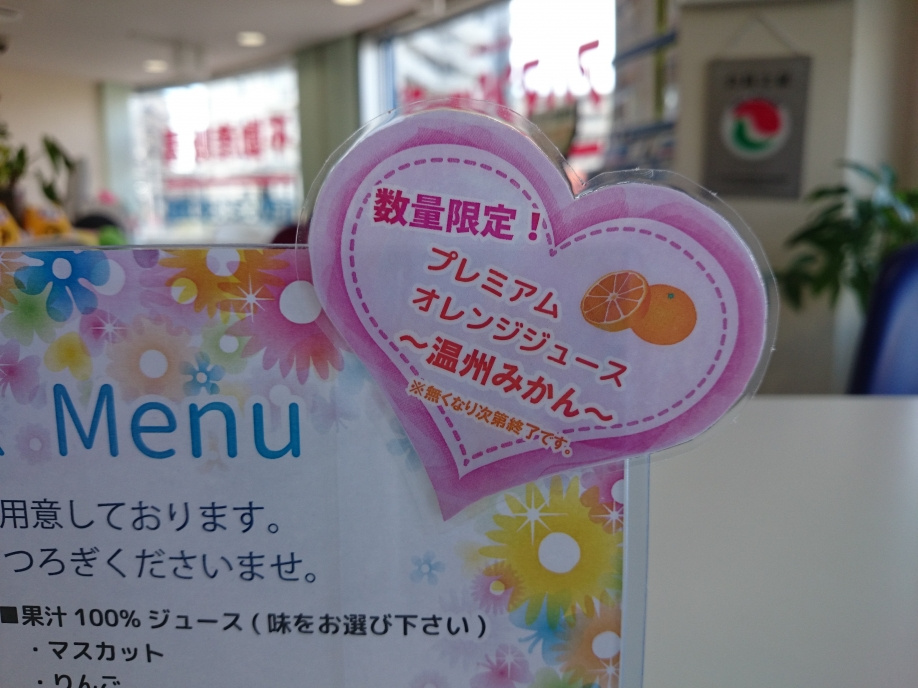 数量限定！
プレミアム
オレンジジュース
～温州みかん～
※無くなり次第終了です。
Menu
用意しております。
つろぎくださいませ。
■果汁100%ジュース(味をお選び下さい)
・マスカット
・りんご